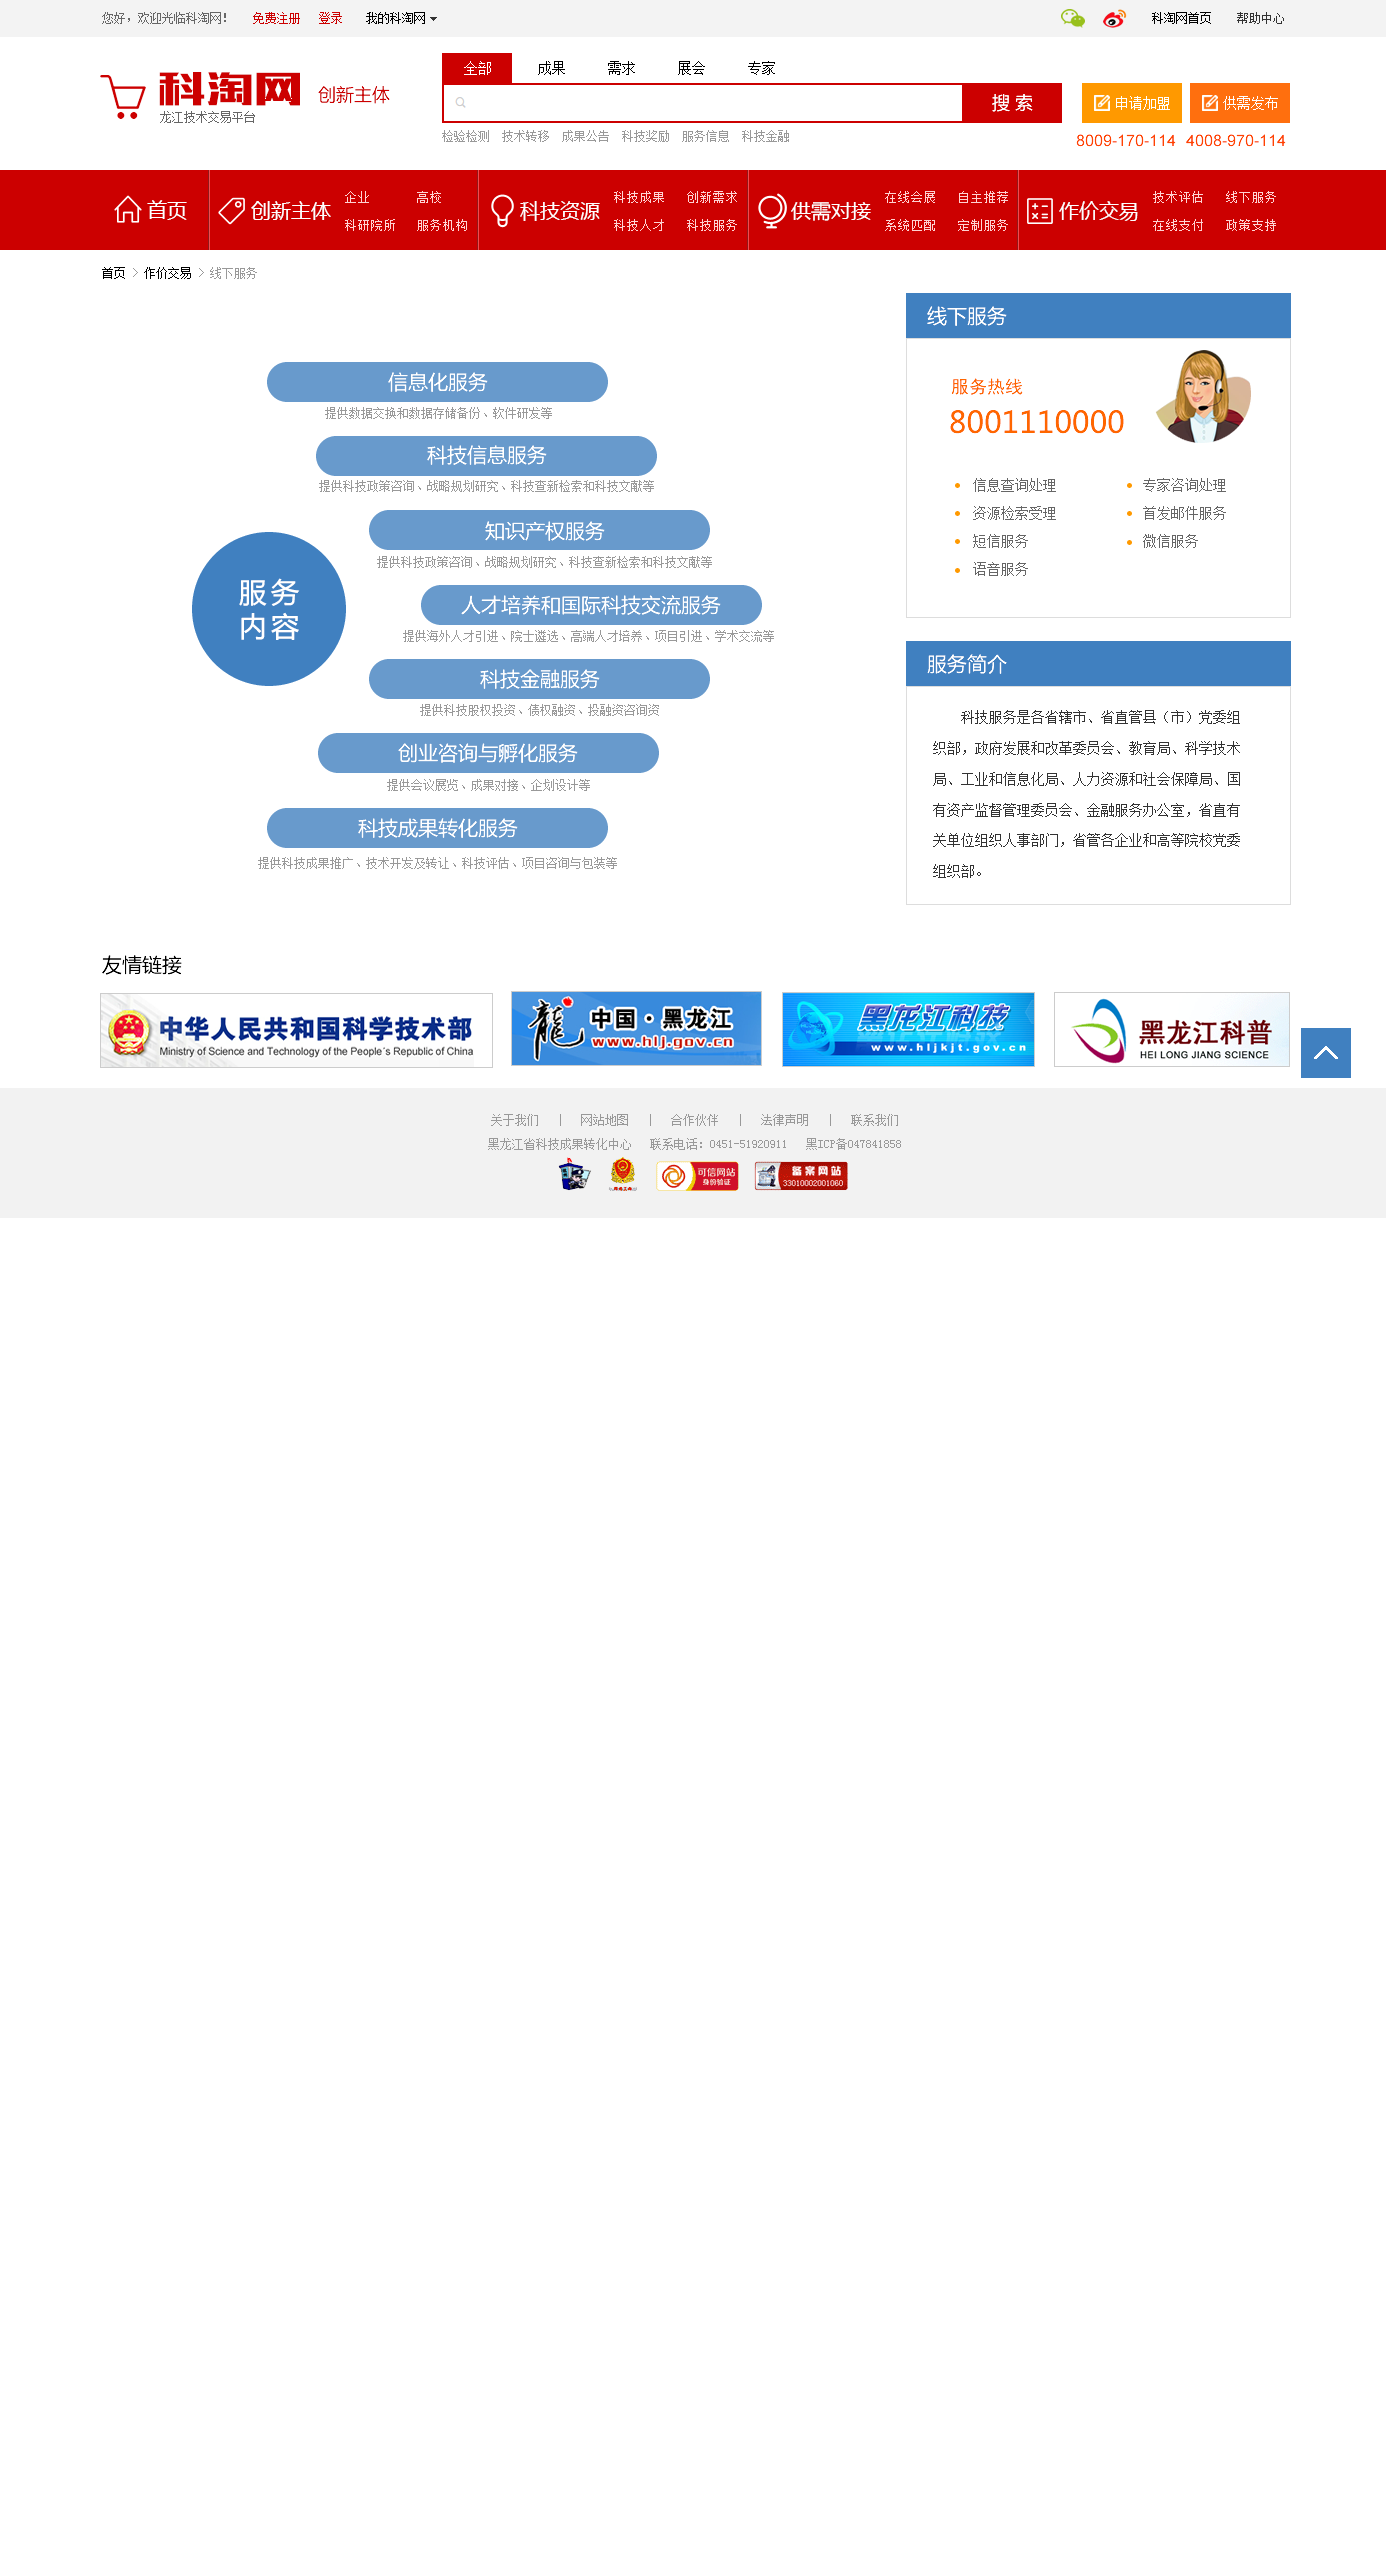 您好，欢迎光临科淘网！ 免费注册 登录 我的科淘网 科淘网首页 帮助中心
全部 成果 需求 展会 专家
科淘网 创新主体
龙江技术交易平台
搜 索 申请加盟 供需发布
检验检测 技术转移 成果公告 科技奖励 服务信息 科技金融
8009-170-114 4008-970-114
首页 创新主体 企业 高校 科研院所 服务机构
科技资源 科技成果 创新需求 科技人才 科技服务
供需对接 在线会展 自主推荐 系统匹配 定制服务
作价交易 技术评估 线下服务 在线支付 政策支持
首页 > 作价交易 > 线下服务
服务
内容
信息化服务
提供数据交换和数据存储备份、软件研发等
科技信息服务
提供科技政策咨询、战略规划研究、科技查新检索和科技文献等
知识产权服务
提供科技政策咨询、战略规划研究、科技查新检索和科技文献等
人才培养和国际科技交流服务
提供海外人才引进、院士遴选、高端人才培养、项目引进、学术交流等
科技金融服务
提供科技股权投资、债权融资、投融资咨询资
创业咨询与孵化服务
提供会议展览、成果对接、企划设计等
科技成果转化服务
提供科技成果推广、技术开发及转让、科技评估、项目咨询与包装等
线下服务
服务热线
8001110000
信息查询处理 专家咨询处理
资源检索受理 首发邮件服务
短信服务 微信服务
语音服务
服务简介
科技服务是各省辖市、省直管县（市）党委组
织部，政府发展和改革委员会、教育局、科学技术
局、工业和信息化局、人力资源和社会保障局、国
有资产监督管理委员会、金融服务办公室，省直有
关单位组织人事部门，省管各企业和高等院校党委
组织部。
友情链接
中华人民共和国科学技术部
Ministry of Science and Technology of the People's Republic of China
龍 中国·黑龙江
www.hlj.gov.cn
黑龙江科技
www.hljkjt.gov.cn
黑龙江科普
HEI LONG JIANG SCIENCE
关于我们 | 网站地图 | 合作伙伴 | 法律声明 | 联系我们
黑龙江省科技成果转化中心 联系电话：0451-51920911 黑ICP备047841858
可信网站
身份验证
备案网站
33010002001060